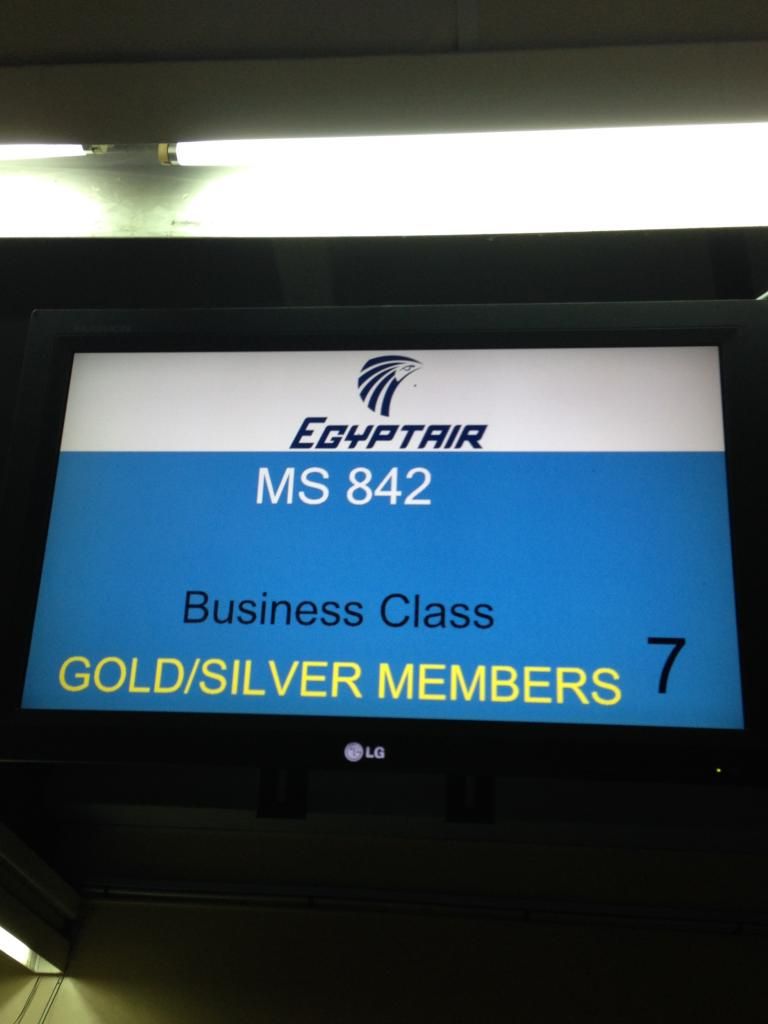 EGYPTAIR
MS 842
Business Class
GOLD/SILVER MEMBERS 7
LG